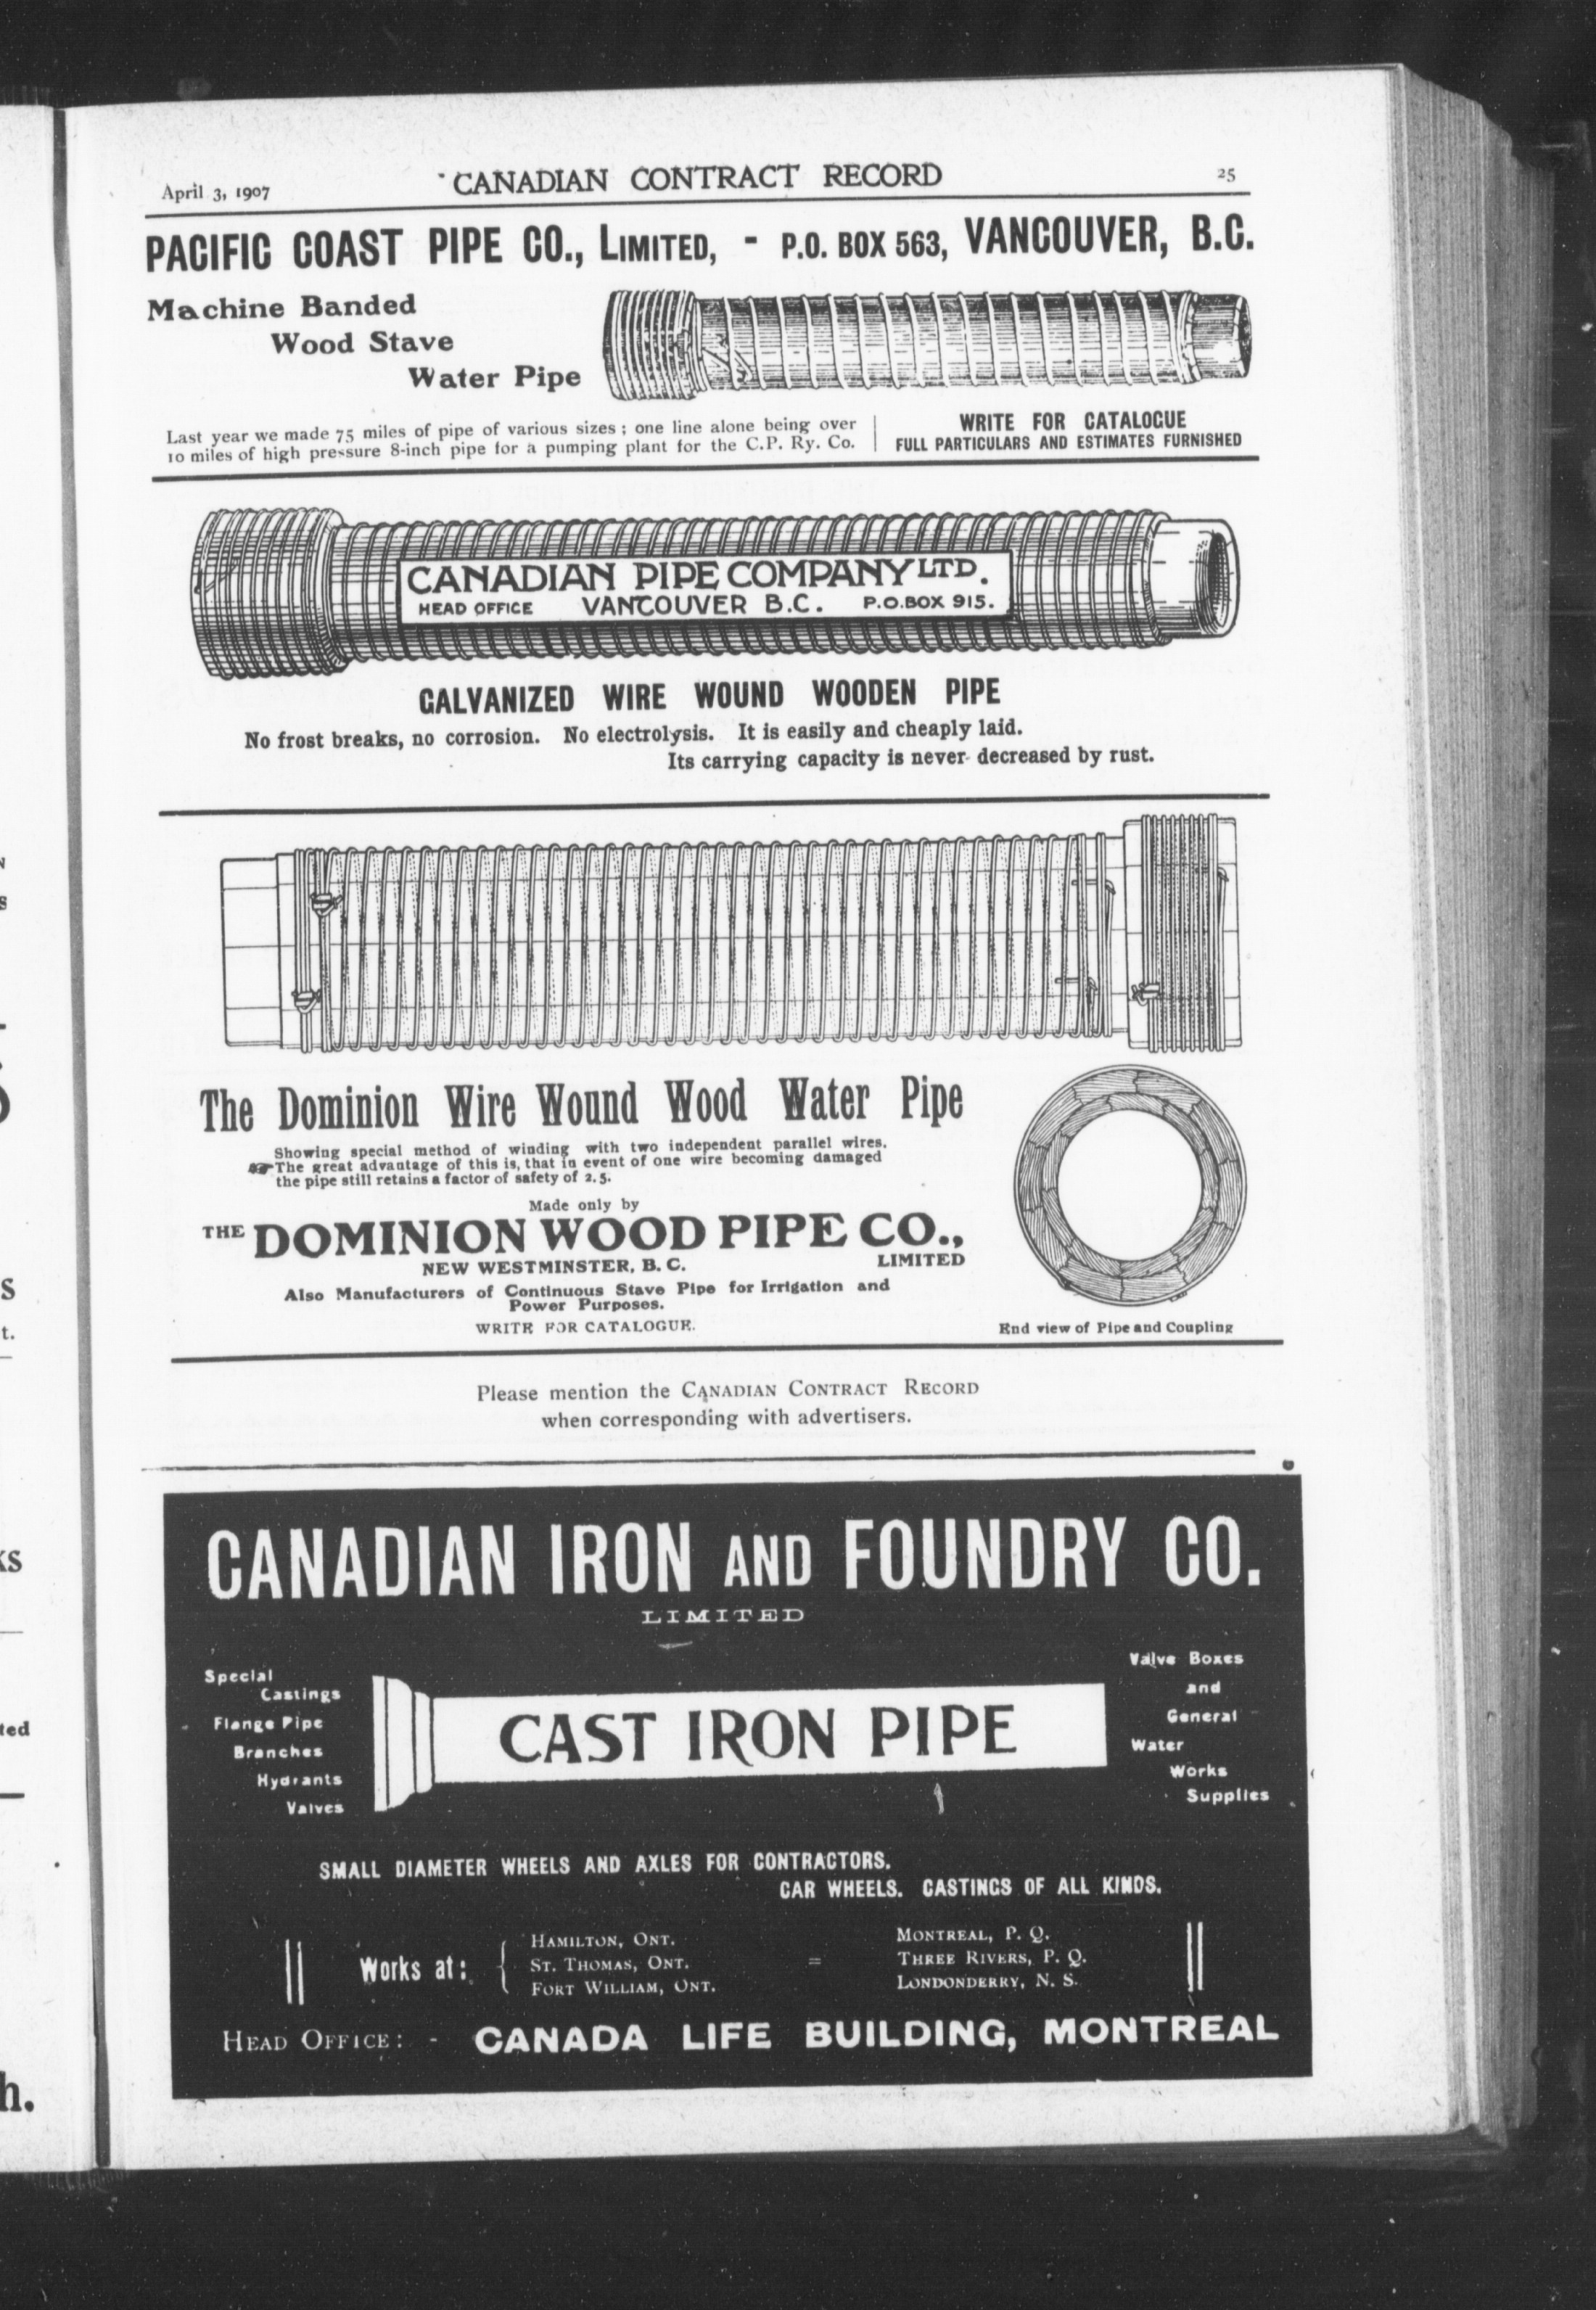 April 3, 1907 CANADIAN CONTRACT RECORD 25
PACIFIC COAST PIPE CO., LIMITED, - P.O. BOX 563, VANCOUVER, B.C.
Machine Banded
Wood Stave
Water Pipe
Last year we made 75 miles of pipe of various sizes ; one line alone being over
10 miles of high pressure 8-inch pipe for a pumping plant for the C.P. Ry. Co.
WRITE FOR CATALOGUE
FULL PARTICULARS AND ESTIMATES FURNISHED
CANADIAN PIPE COMPANY LTD.
HEAD OFFICE VANCOUVER B.C. P.O.BOX 915.
GALVANIZED WIRE WOUND WOODEN PIPE
No frost breaks, no corrosion. No electrolysis. It is easily and cheaply laid.
Its carrying capacity is never decreased by rust.
The Dominion Wire Wound Wood Water Pipe
Showing special method of winding with two independent parallel wires.
☞The great advantage of this is, that in event of one wire becoming damaged
the pipe still retains a factor of safety of 2.5.
Made only by
THE DOMINION WOOD PIPE CO.,
LIMITED
NEW WESTMINSTER, B. C.
Also Manufacturers of Continuous Stave Pipe for Irrigation and
Power Purposes.
WRITE FOR CATALOGUE.
End view of Pipe and Coupling
Please mention the CANADIAN CONTRACT RECORD
when corresponding with advertisers.
CANADIAN IRON AND FOUNDRY CO.
LIMITED
Special
Castings
Flange Pipe
Branches
Hydrants
Valves
CAST IRON PIPE
Valve Boxes
and
General
Water
Works
Supplies
SMALL DIAMETER WHEELS AND AXLES FOR CONTRACTORS.
CAR WHEELS. CASTINGS OF ALL KINDS.
Works at:
HAMILTON, ONT.
ST. THOMAS, ONT.
FORT WILLIAM, ONT.
=
MONTREAL, P. Q.
THREE RIVERS, P. Q.
LONDONDERRY, N. S.
HEAD OFFICE: - CANADA LIFE BUILDING, MONTREAL